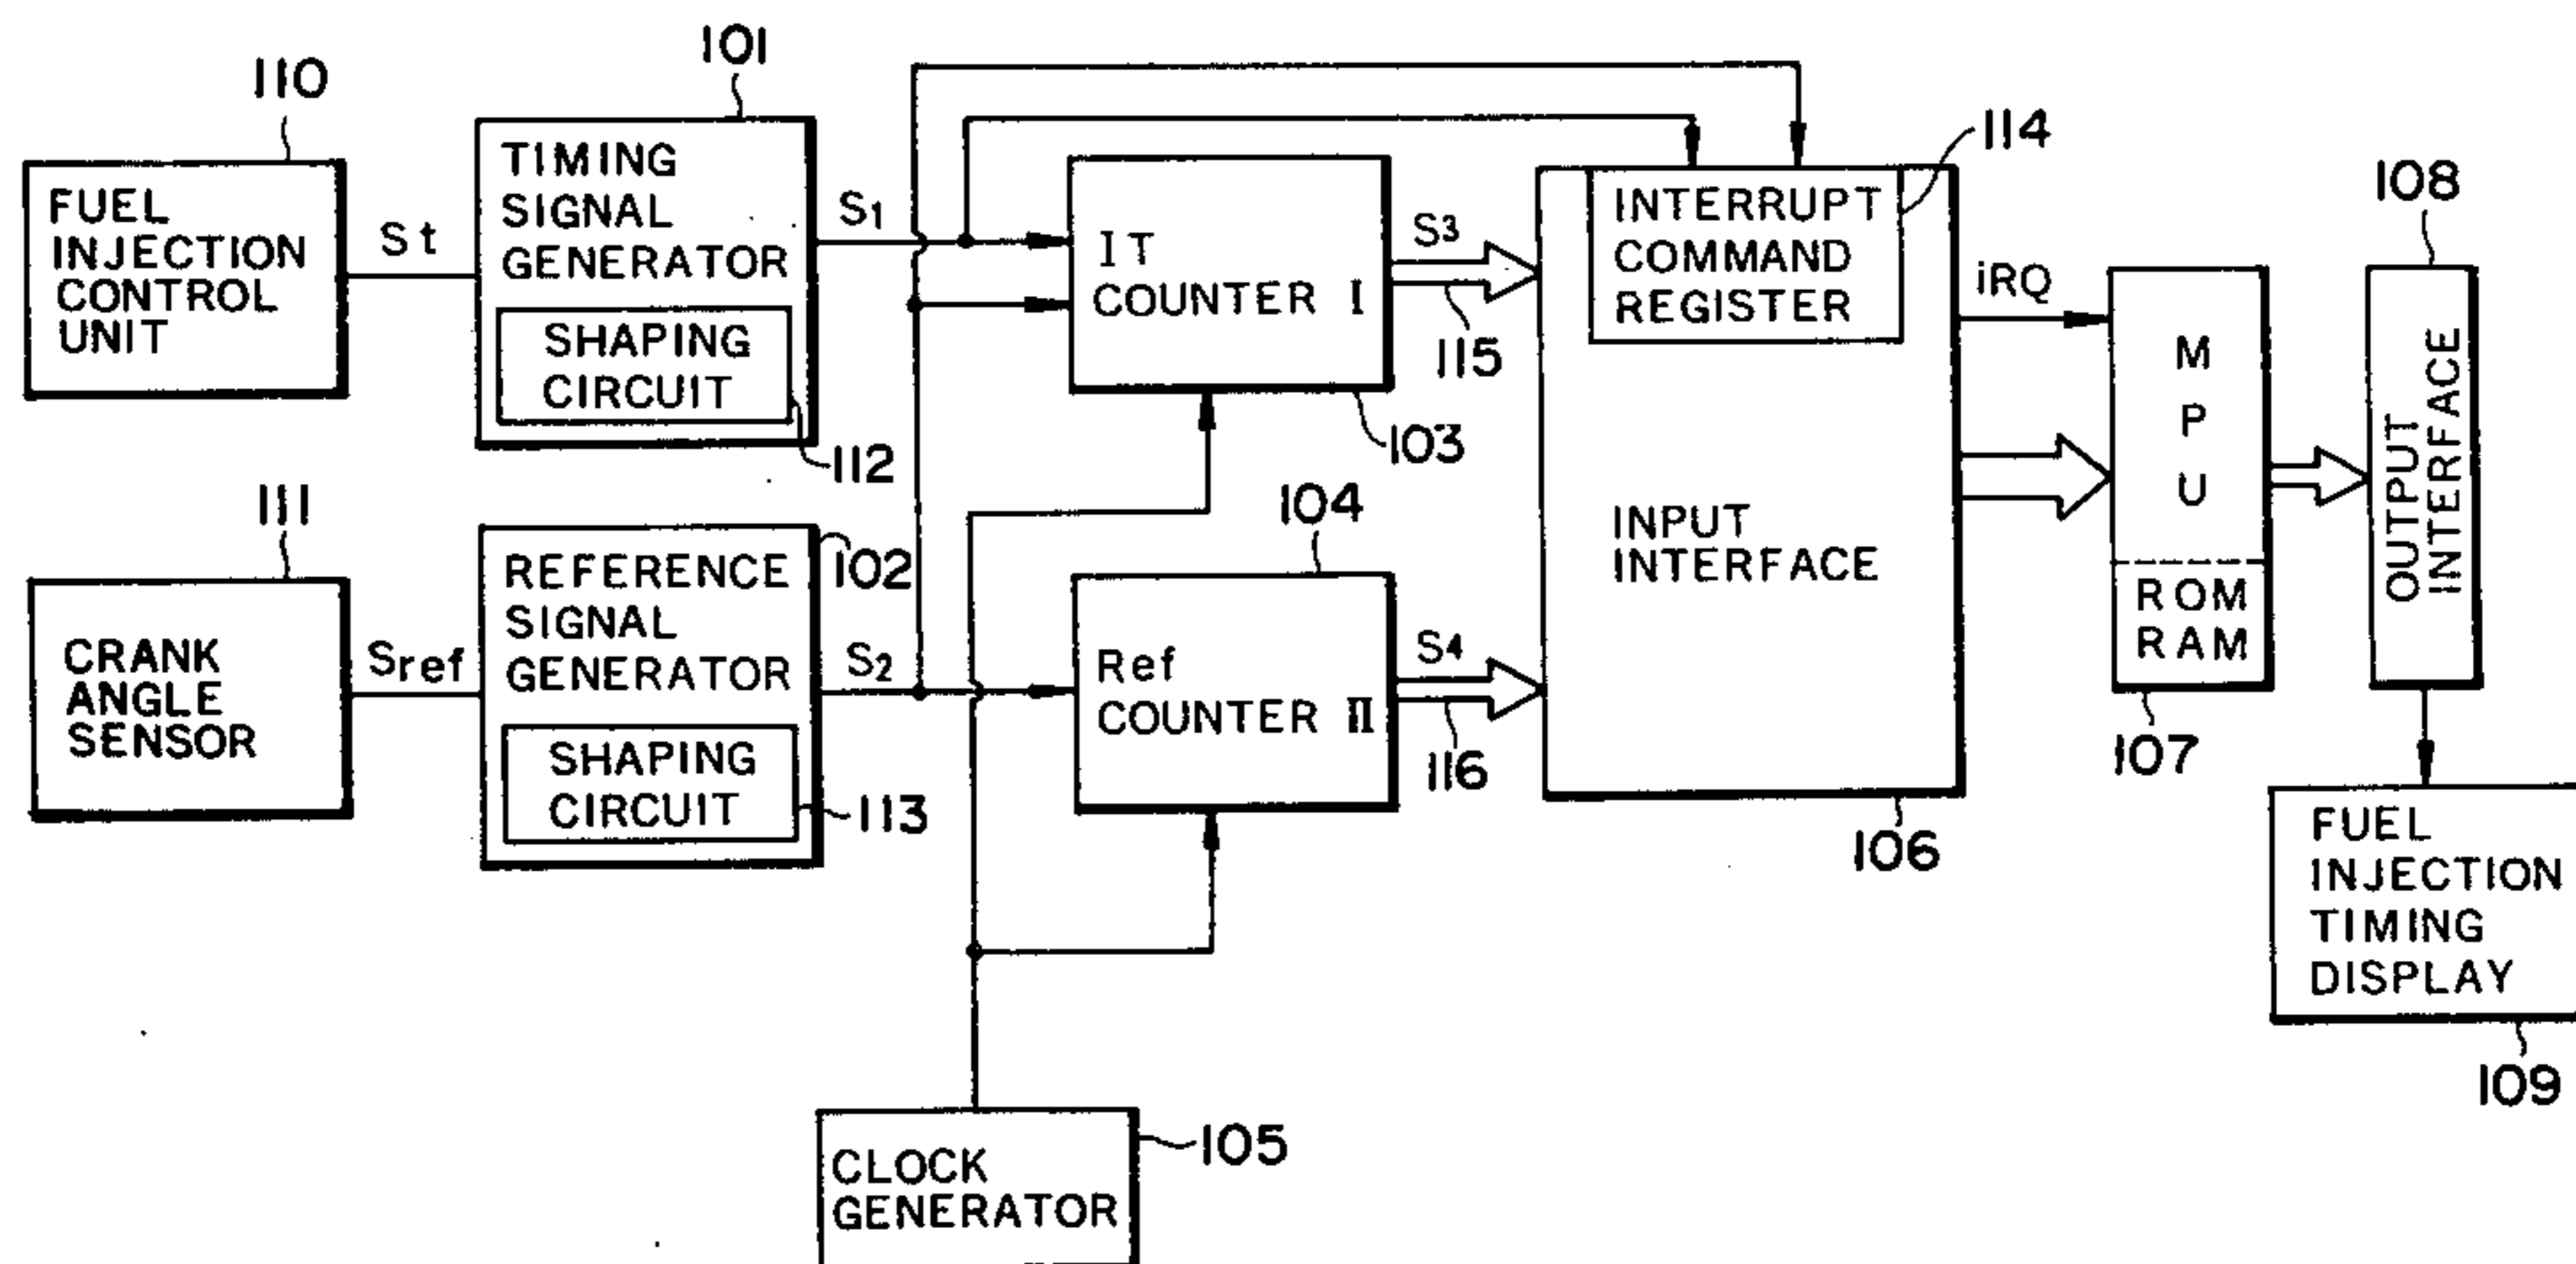 110
FUEL
INJECTION
CONTROL
UNIT
St
101
TIMING
SIGNAL
GENERATOR
SHAPING
CIRCUIT
112
S1
IT
COUNTER I
103
S3
115
INTERRUPT
COMMAND
REGISTER
114
INPUT
INTERFACE
106
iRQ
M
P
U
ROM
RAM
107
108
OUTPUT
INTERFACE
111
CRANK
ANGLE
SENSOR
Sref
102
REFERENCE
SIGNAL
GENERATOR
SHAPING
CIRCUIT
113
S2
104
Ref
COUNTER II
S4
116
FUEL
INJECTION
TIMING
DISPLAY
109
CLOCK
GENERATOR
105